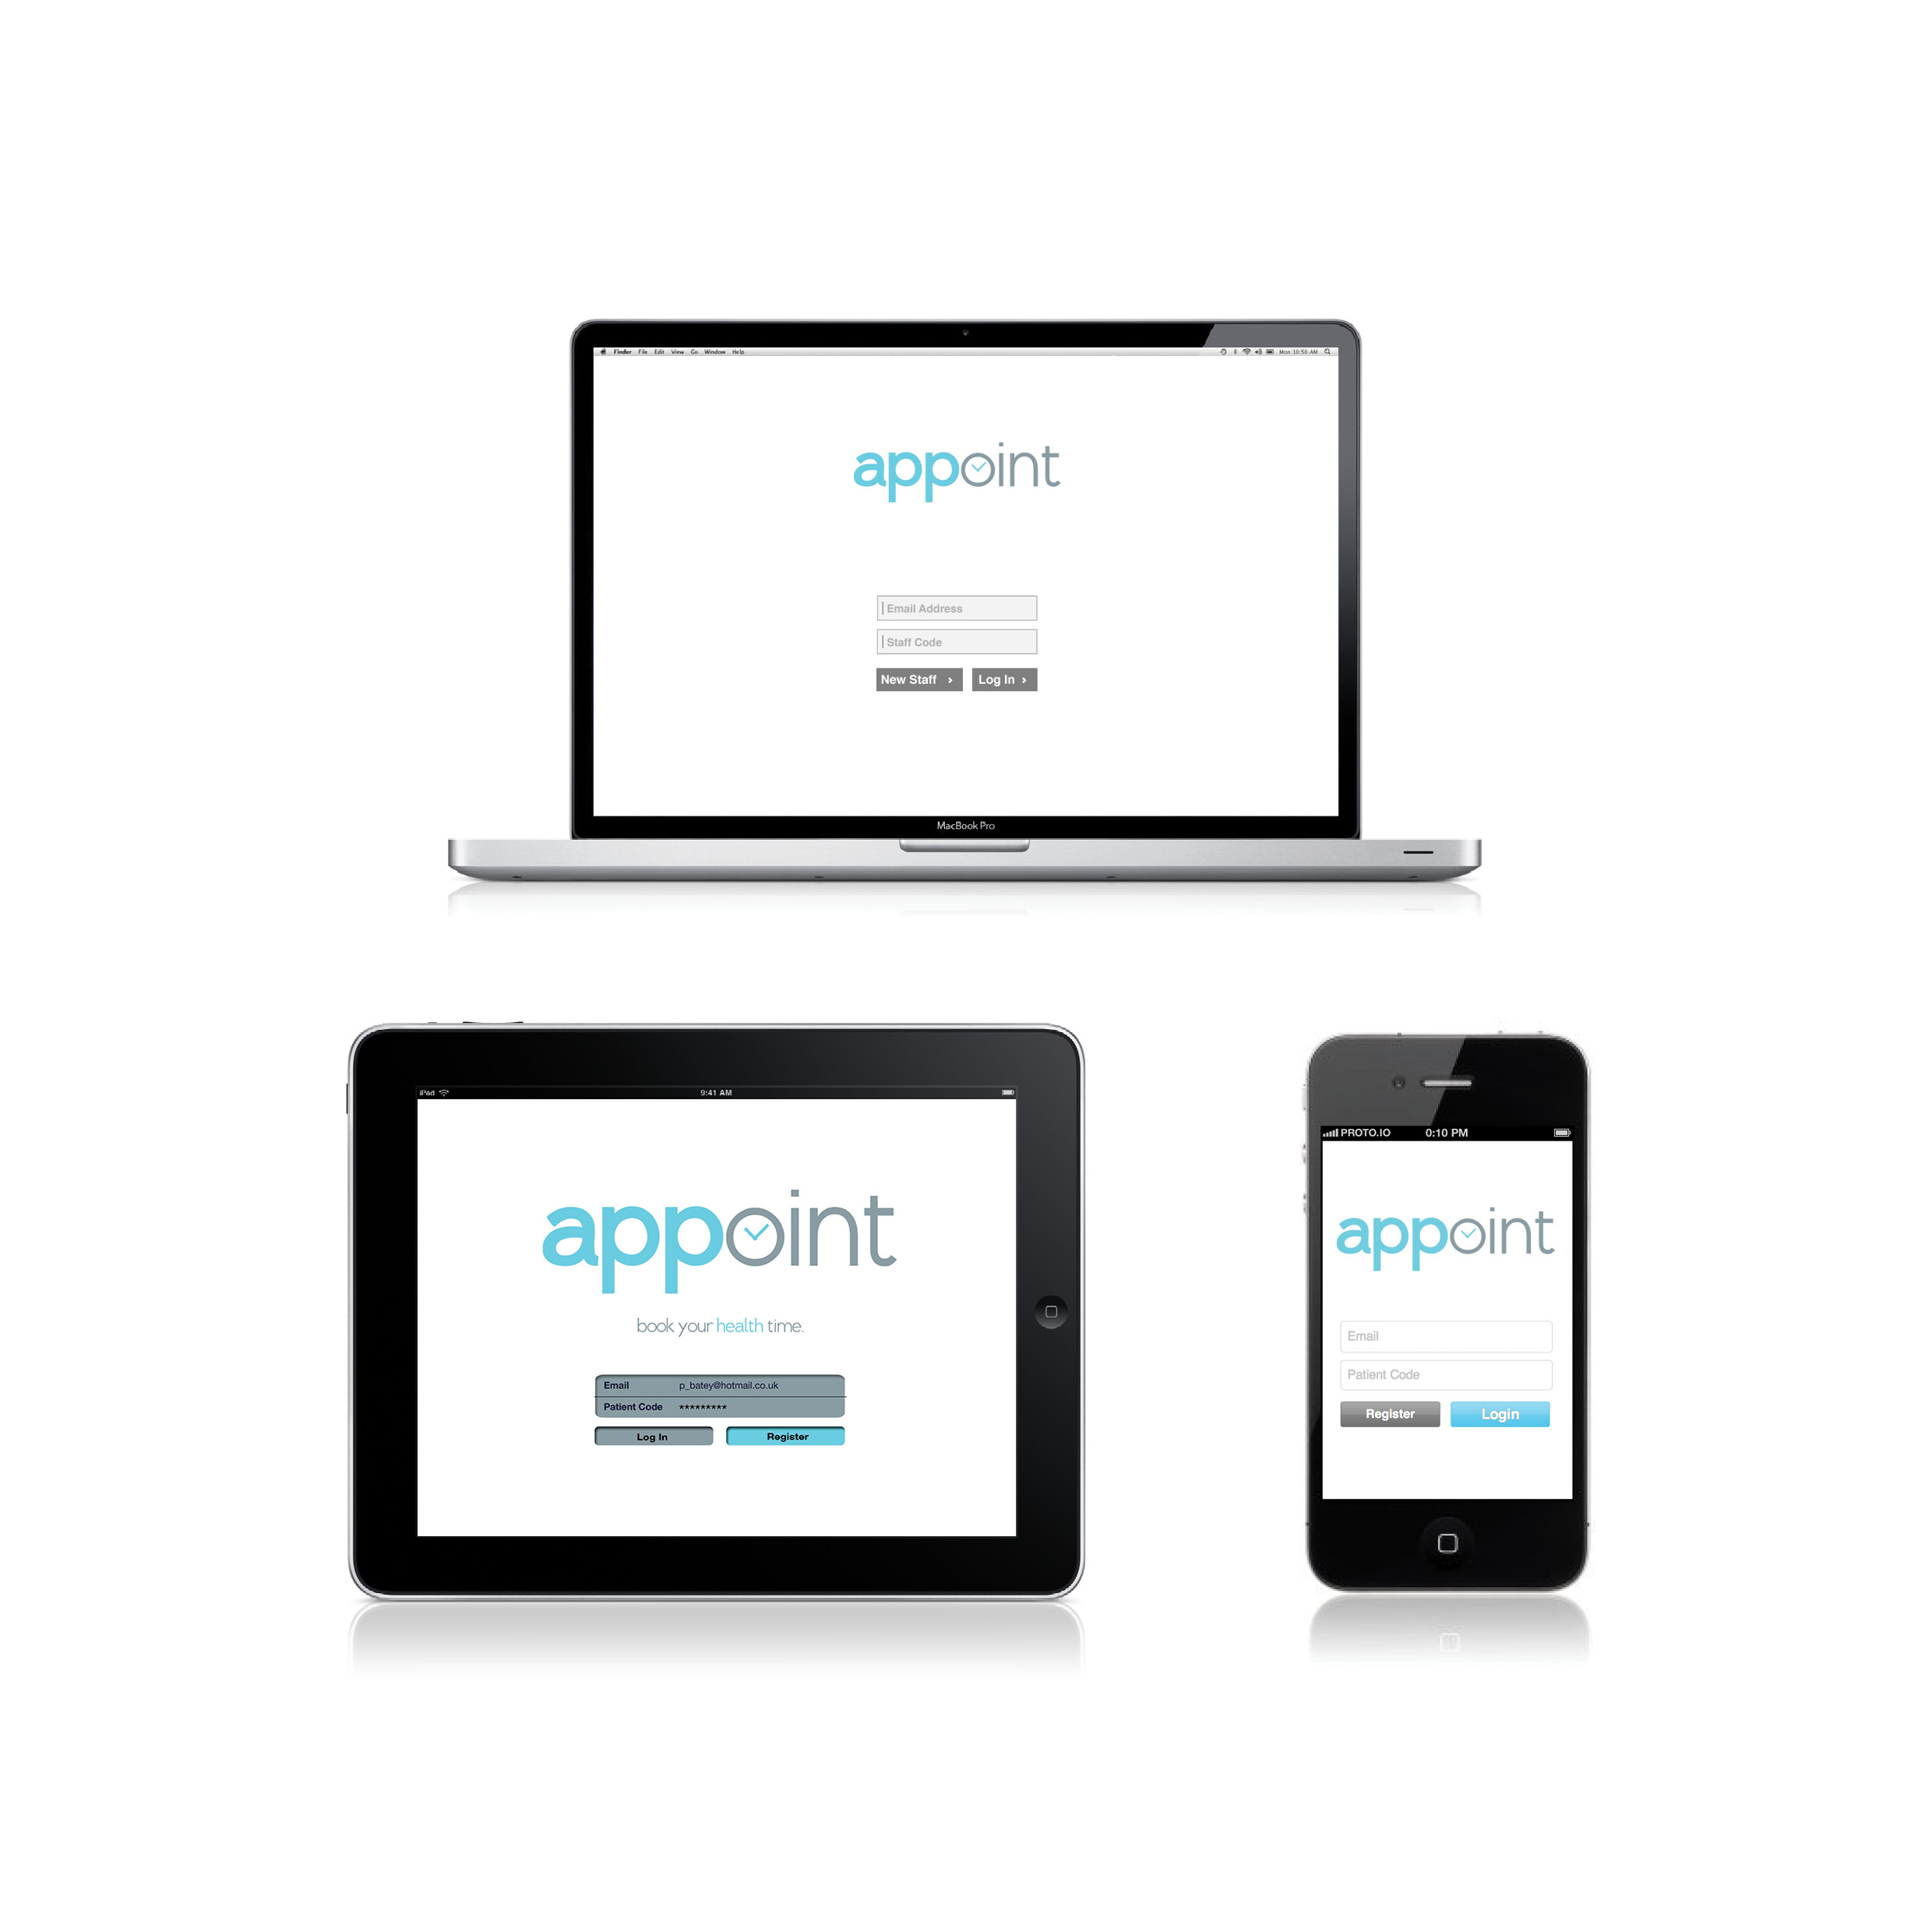 Finder File Edit View Go Window Help Mon 10:50 AM
appoint
Email Address
Staff Code
New Staff › Log In ›
MacBook Pro
iPad 9:41 AM
appoint
book your health time.
Email p_batey@hotmail.co.uk
Patient Code *********
Log In Register
PROTO.IO 0:10 PM
appoint
Email
Patient Code
Register Login